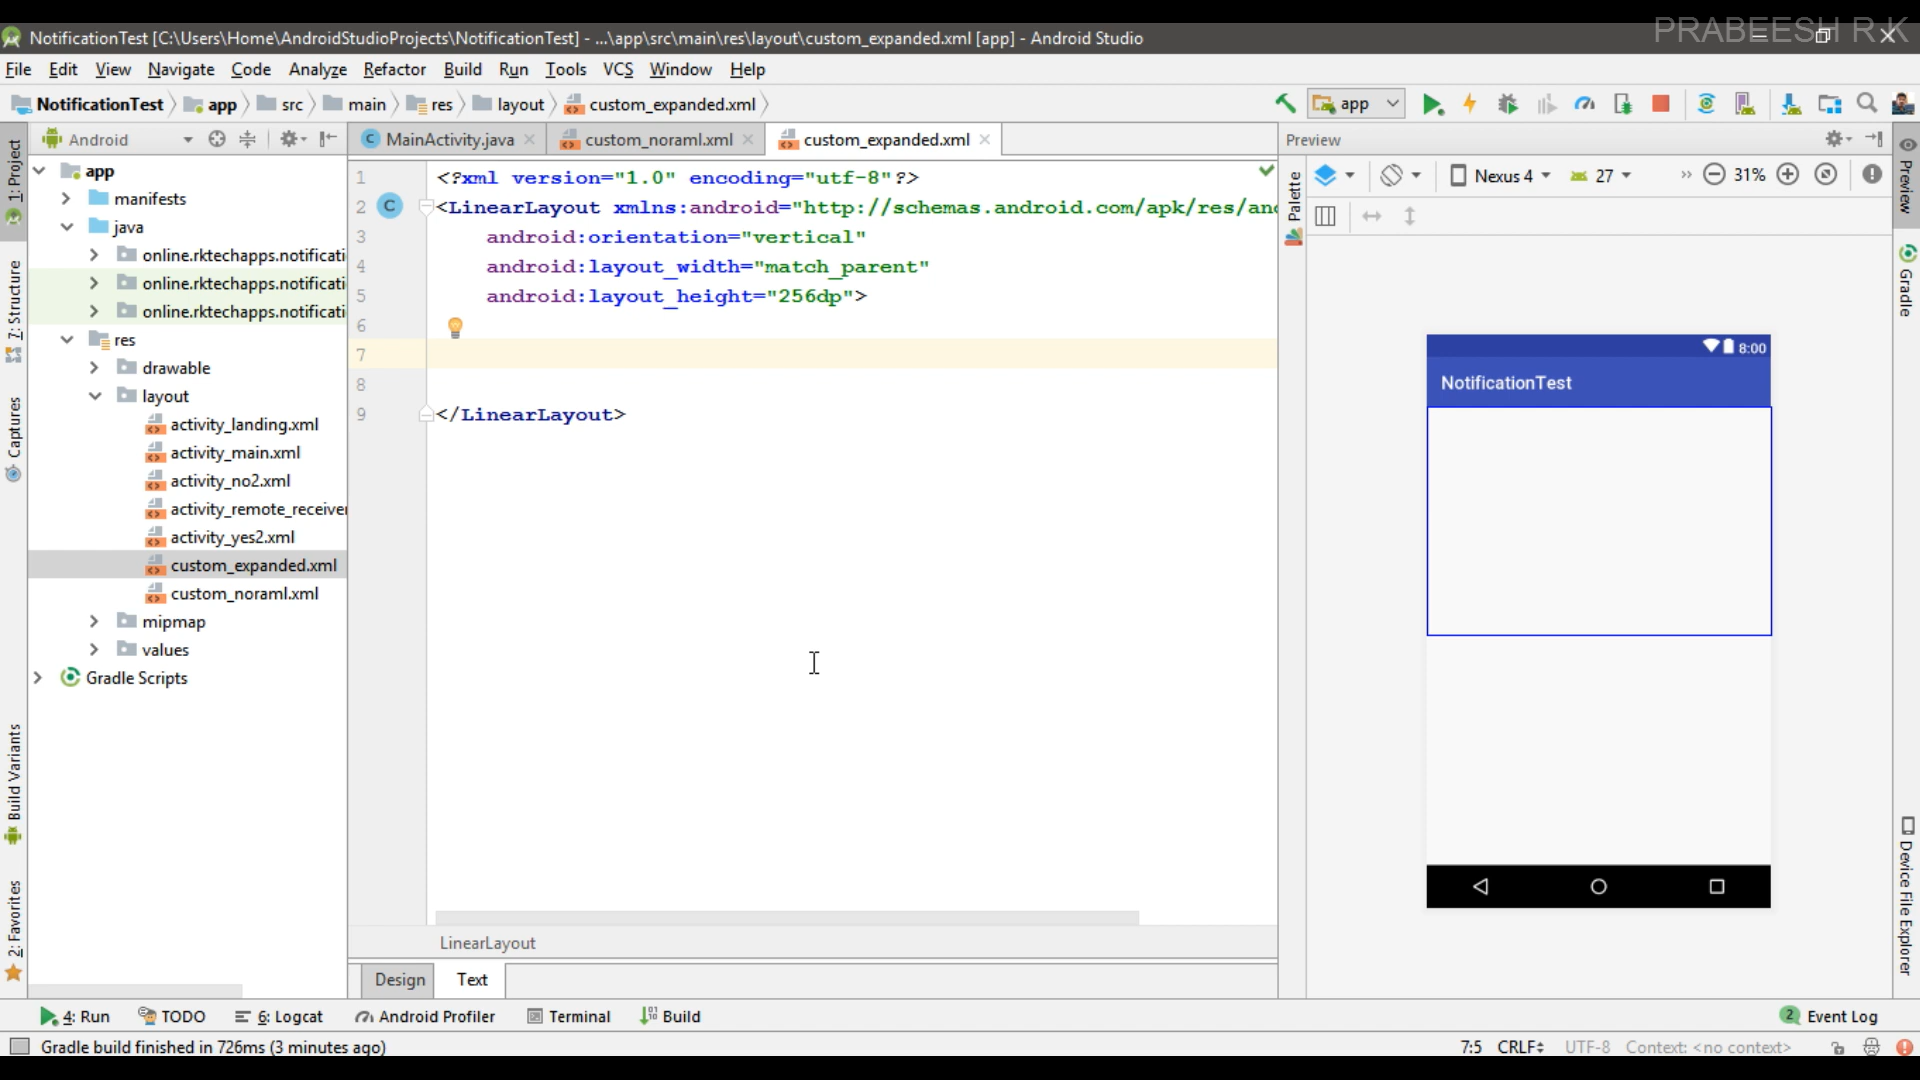 PRABEESH R K
NotificationTest [C:\Users\Home\AndroidStudioProjects\NotificationTest] - ...\app\src\main\res\layout\custom_expanded.xml [app] - Android Studio
File Edit View Navigate Code Analyze Refactor Build Run Tools VCS Window Help
NotificationTest app src main res layout custom_expanded.xml
app
1: Project
7: Structure
Captures
Build Variants
2: Favorites
Android
app
manifests
java
online.rktechapps.notificati
online.rktechapps.notificati
online.rktechapps.notificati
res
drawable
layout
activity_landing.xml
activity_main.xml
activity_no2.xml
activity_remote_receiver
activity_yes2.xml
custom_expanded.xml
custom_noraml.xml
mipmap
values
Gradle Scripts
MainActivity.java custom_noraml.xml custom_expanded.xml
1 <?xml version="1.0" encoding="utf-8"?>
2 C <LinearLayout xmlns:android="http://schemas.android.com/apk/res/and
3 android:orientation="vertical"
4 android:layout_width="match_parent"
5 android:layout_height="256dp">
6
7
8
9 </LinearLayout>
LinearLayout
Design Text
Preview
Palette
Nexus 4 27 31%
8:00
NotificationTest
Preview
Gradle
Device File Explorer
4: Run TODO 6: Logcat Android Profiler Terminal Build 2 Event Log
Gradle build finished in 726ms (3 minutes ago) 7:5 CRLF UTF-8 Context: <no context>